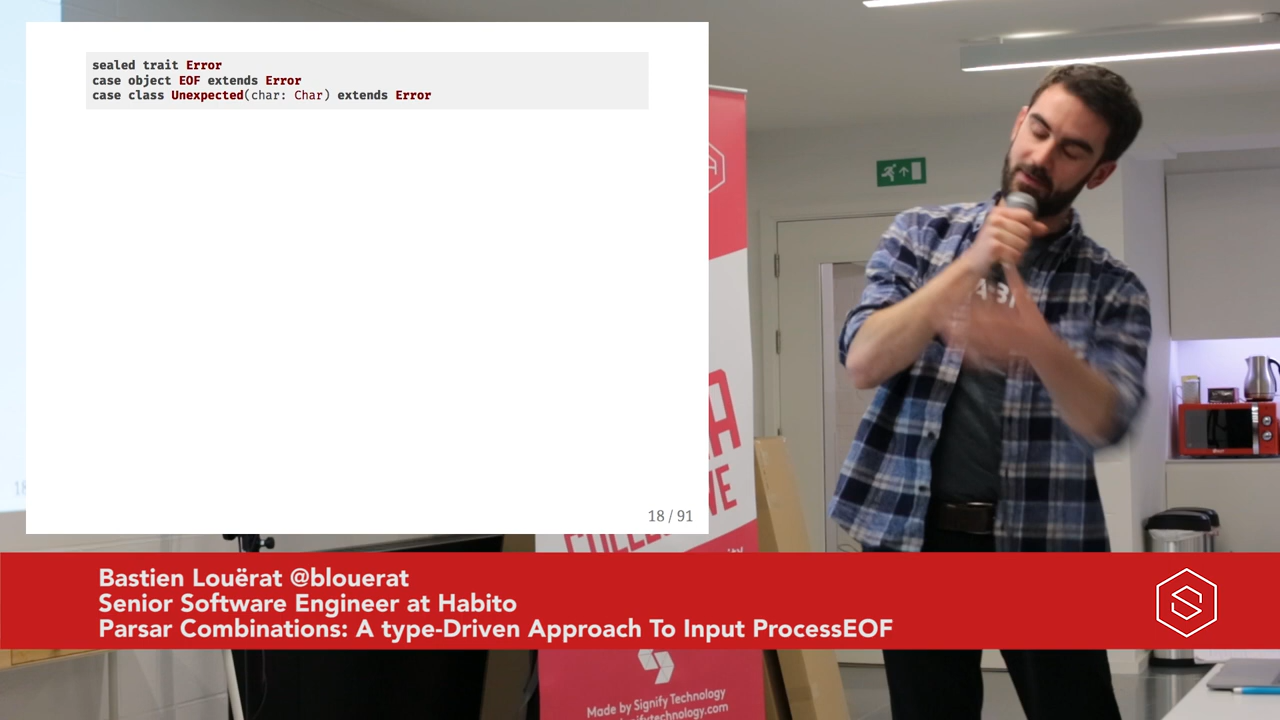 sealed trait Error
case object EOF extends Error
case class Unexpected(char: Char) extends Error
18 / 91
Bastien Louërat @blouerat
Senior Software Engineer at Habito
Parsar Combinations: A type-Driven Approach To Input ProcessEOF
Made by Signify Technology